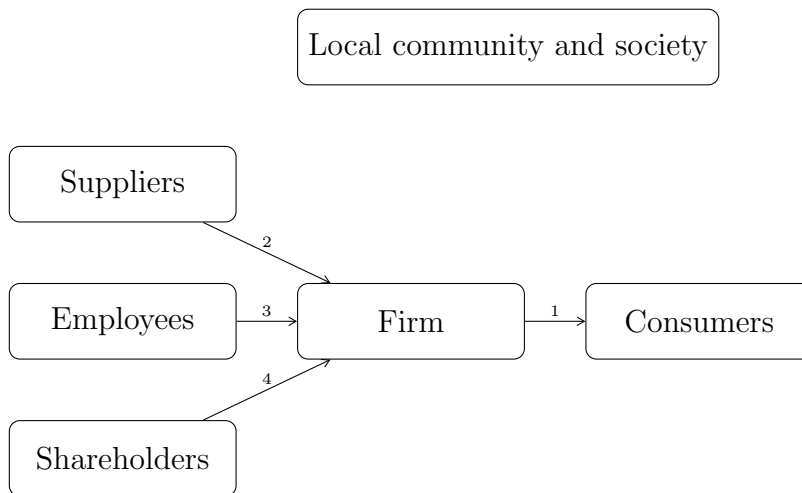 Local community and society
Suppliers
2
Employees
3
Firm
1
Consumers
4
Shareholders